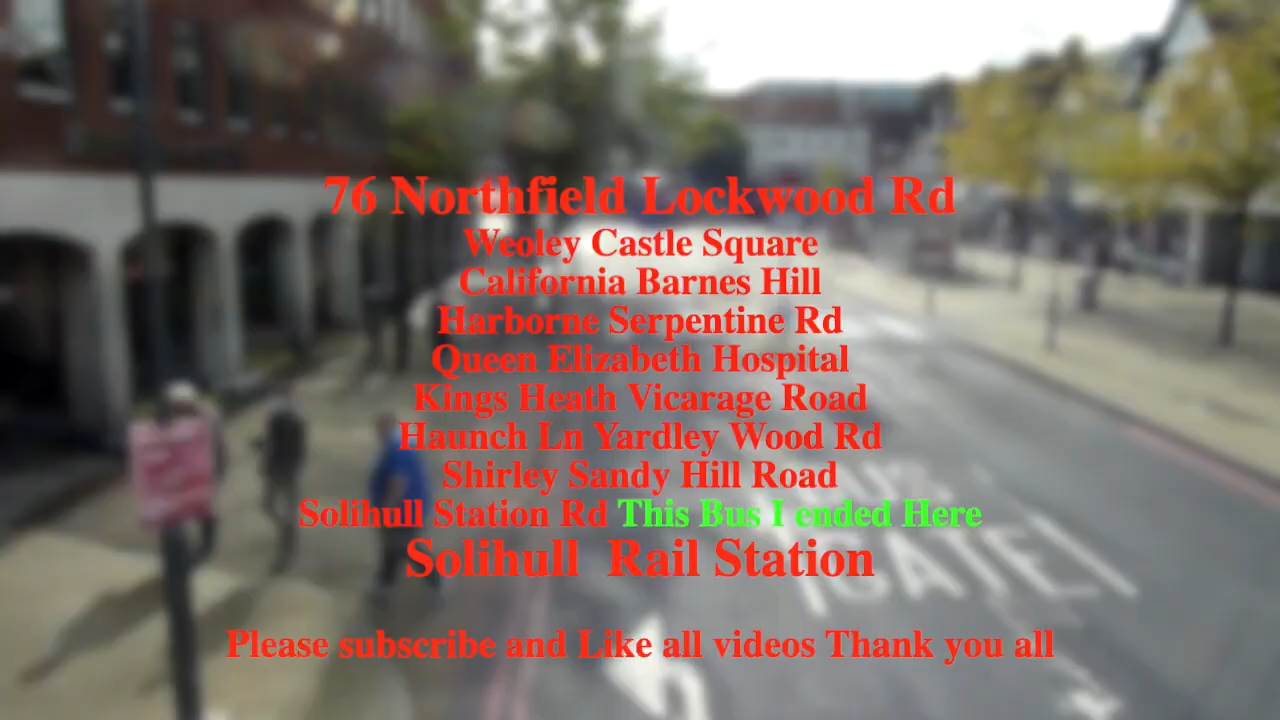 76 Northfield Lockwood Rd
Weoley Castle Square
California Barnes Hill
Harborne Serpentine Rd
Queen Elizabeth Hospital
Kings Heath Vicarage Road
Haunch Ln Yardley Wood Rd
Shirley Sandy Hill Road
Solihull Station Rd This Bus I ended Here
Solihull Rail Station
BUS
GATE
Please subscribe and Like all videos Thank you all